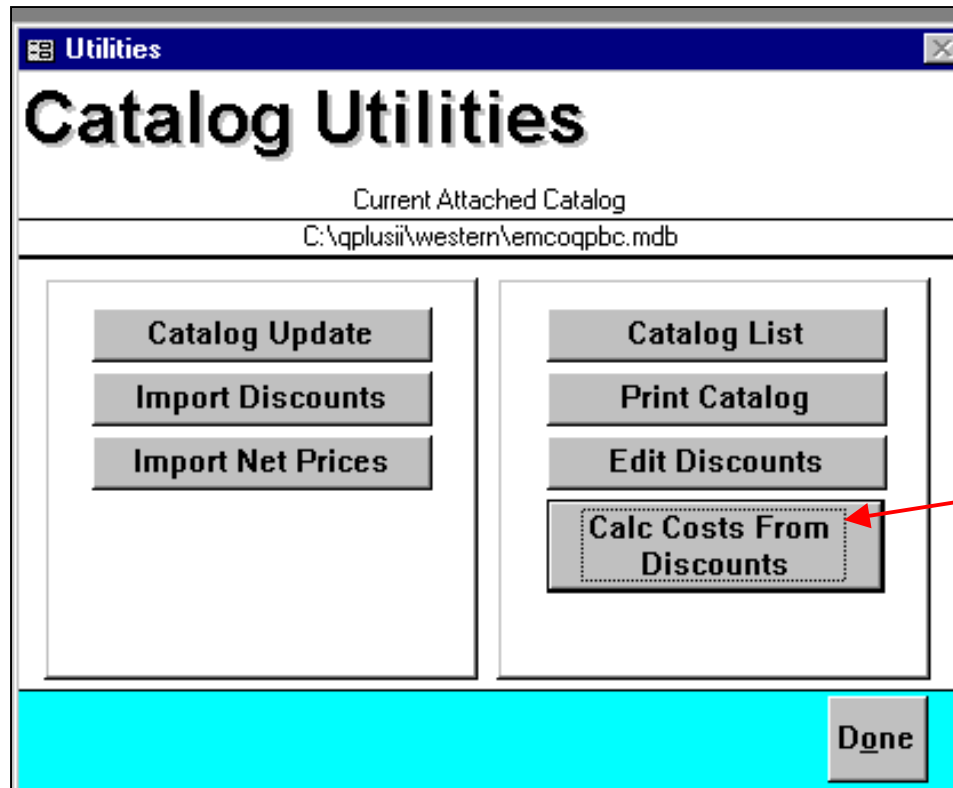 Utilities
Catalog Utilities
Current Attached Catalog
C:\qplusii\western\emcoqpbc.mdb
Catalog Update
Import Discounts
Import Net Prices
Catalog List
Print Catalog
Edit Discounts
Calc Costs From
Discounts
Done